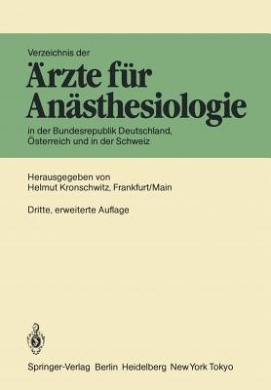 Verzeichnis der
Ärzte für
Anästhesiologie
in der Bundesrepublik Deutschland,
Österreich und in der Schweiz
Herausgegeben von
Helmut Kronschwitz, Frankfurt/Main
Dritte, erweiterte Auflage
Springer-Verlag Berlin Heidelberg New York Tokyo